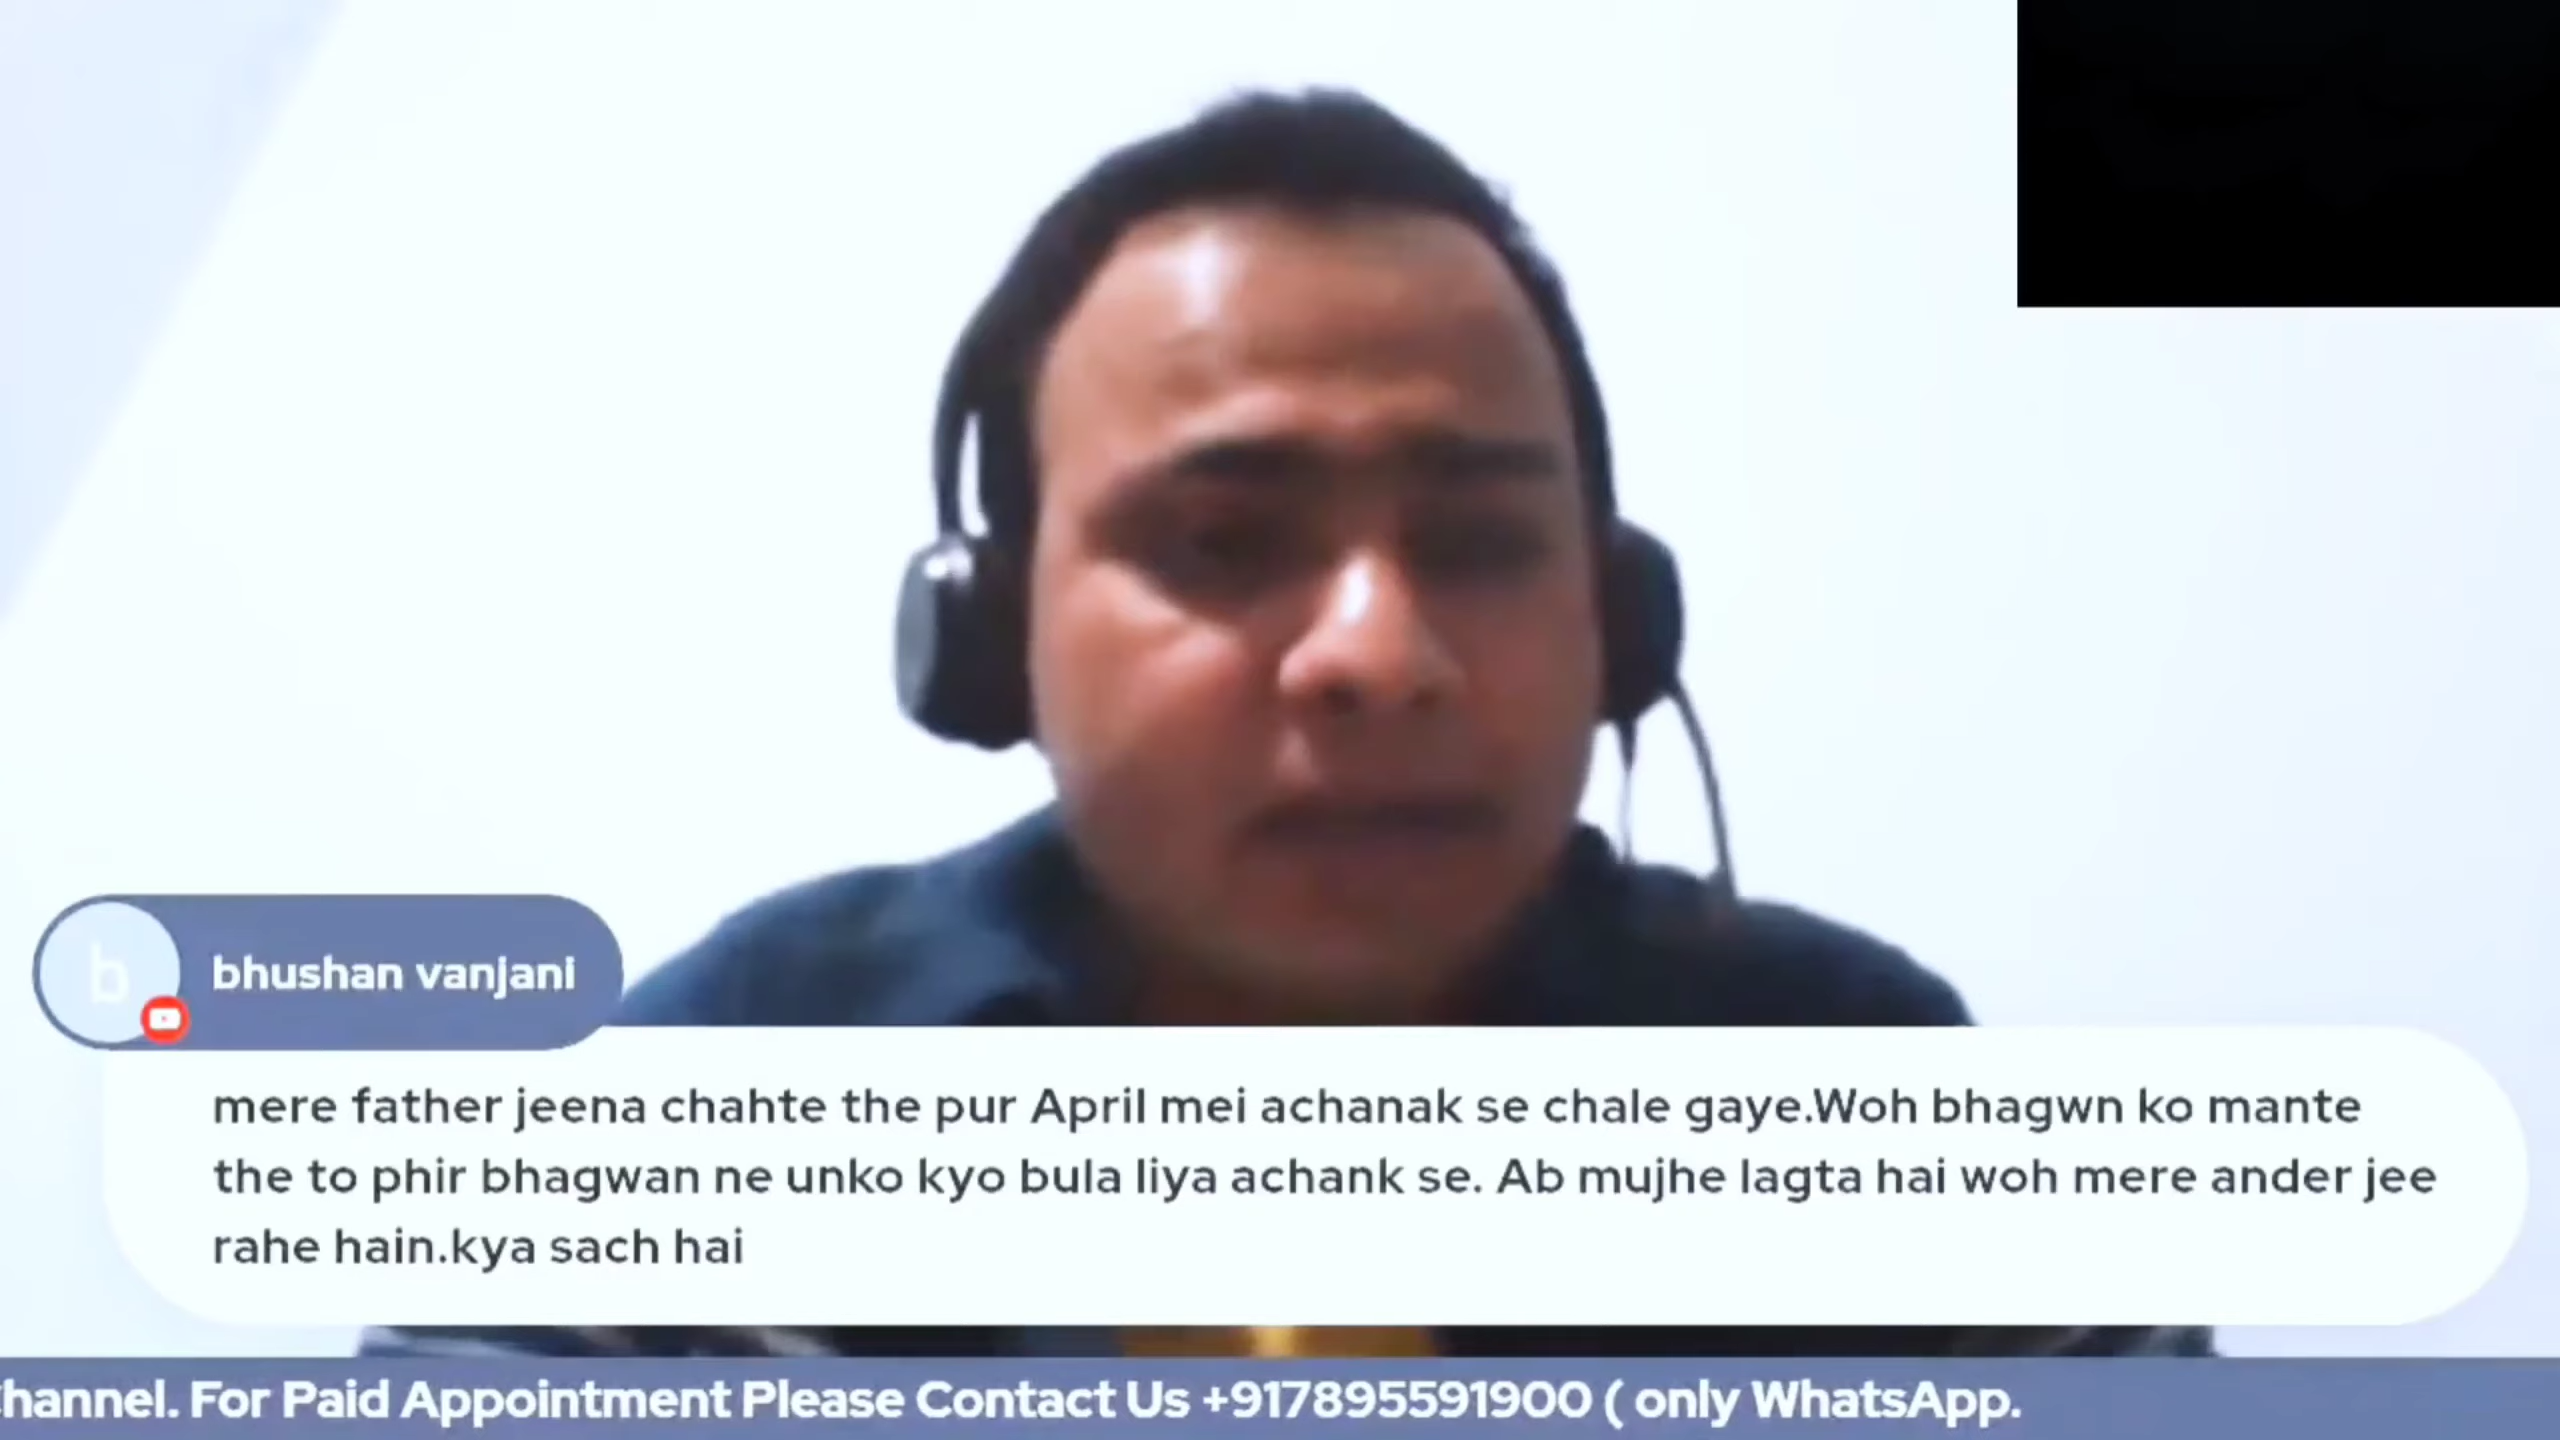 b
bhushan vanjani
mere father jeena chahte the pur April mei achanak se chale gaye.Woh bhagwn ko mante
the to phir bhagwan ne unko kyo bula liya achank se. Ab mujhe lagta hai woh mere ander jee
rahe hain.kya sach hai
hannel. For Paid Appointment Please Contact Us +917895591900 ( only WhatsApp.